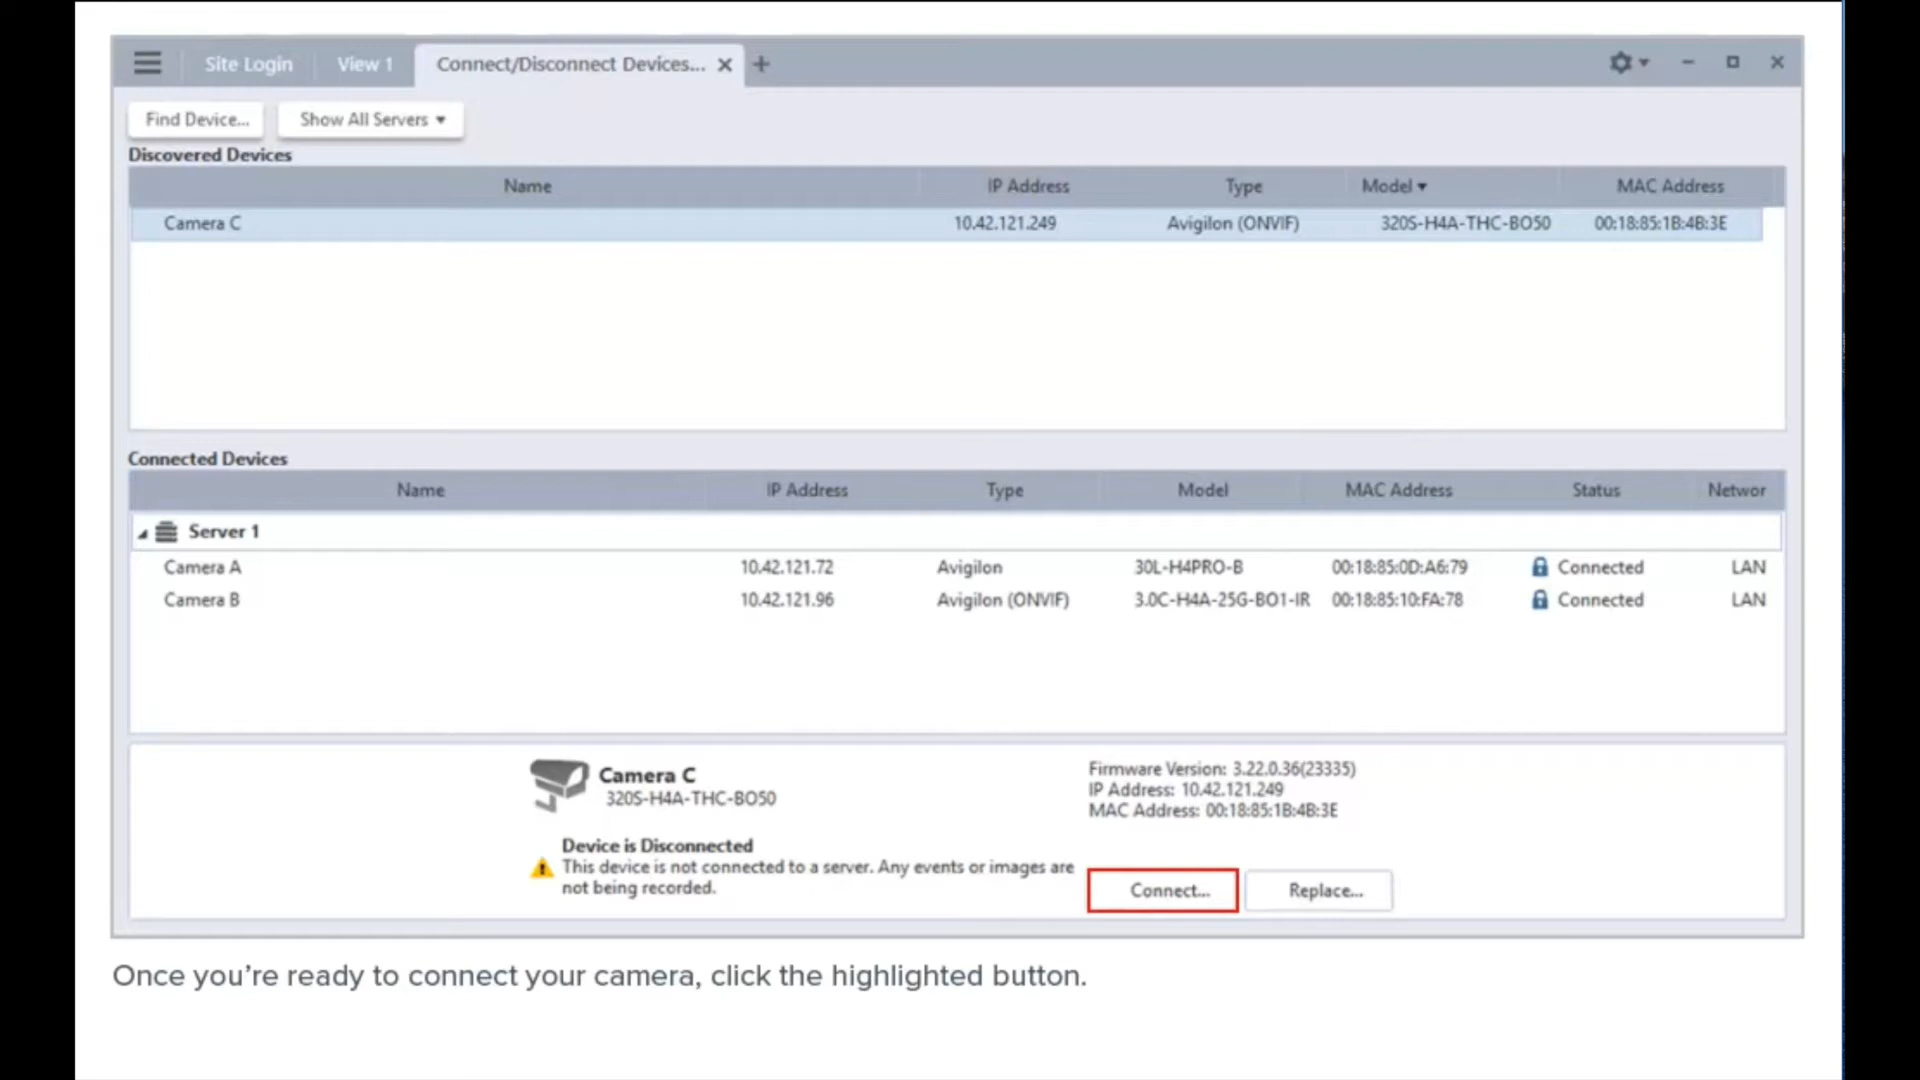 Site Login View 1 Connect/Disconnect Devices...
Find Device... Show All Servers
Discovered Devices
Name IP Address Type Model MAC Address
Camera C 10.42.121.249 Avigilon (ONVIF) 320S-H4A-THC-BO50 00:18:85:1B:4B:3E
Connected Devices
Name IP Address Type Model MAC Address Status Networ
Server 1
Camera A 10.42.121.72 Avigilon 30L-H4PRO-B 00:18:85:0D:A6:79 Connected LAN
Camera B 10.42.121.96 Avigilon (ONVIF) 3.0C-H4A-25G-BO1-IR 00:18:85:10:FA:78 Connected LAN
Camera C
320S-H4A-THC-BO50
Firmware Version: 3.22.0.36(23335)
IP Address: 10.42.121.249
MAC Address: 00:18:85:1B:4B:3E
Device is Disconnected
This device is not connected to a server. Any events or images are
not being recorded.
Connect... Replace...
Once you’re ready to connect your camera, click the highlighted button.